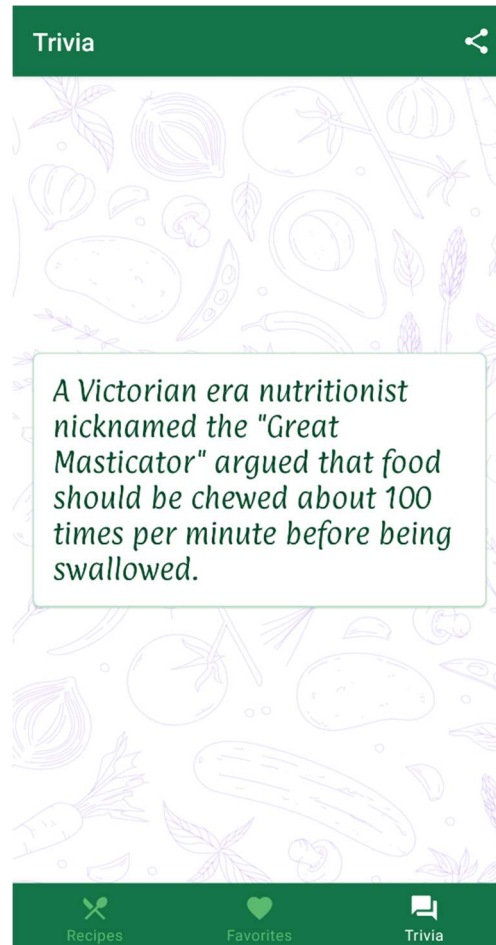 Trivia
A Victorian era nutritionist
nicknamed the "Great
Masticator" argued that food
should be chewed about 100
times per minute before being
swallowed.
Recipes
Favorites
Trivia